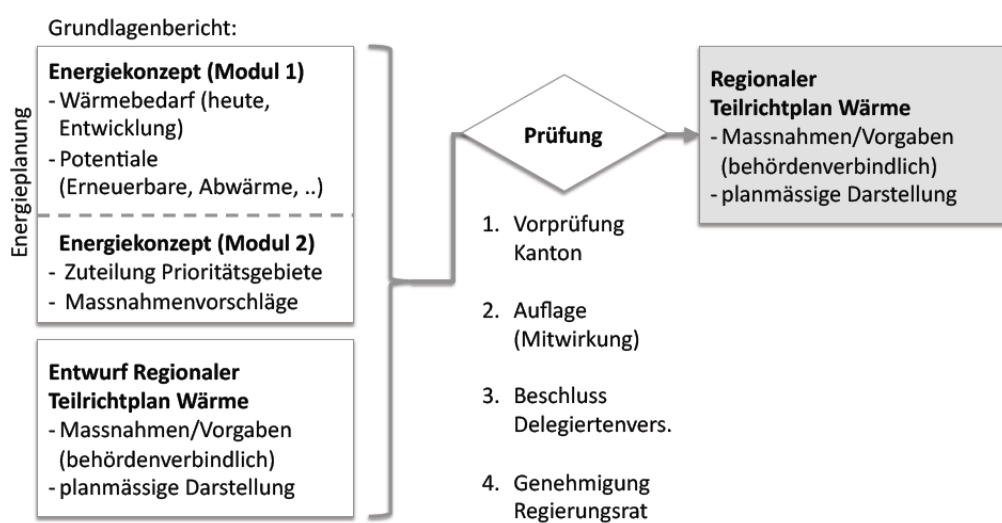 Grundlagenbericht:
Energieplanung
Energiekonzept (Modul 1)
- Wärmebedarf (heute,
Entwicklung)
- Potentiale
(Erneuerbare, Abwärme, ..)
Energiekonzept (Modul 2)
- Zuteilung Prioritätsgebiete
- Massnahmenvorschläge
Entwurf Regionaler
Teilrichtplan Wärme
- Massnahmen/Vorgaben
(behördenverbindlich)
- planmässige Darstellung
Prüfung
1. Vorprüfung
Kanton
2. Auflage
(Mitwirkung)
3. Beschluss
Delegiertenvers.
4. Genehmigung
Regierungsrat
Regionaler
Teilrichtplan Wärme
- Massnahmen/Vorgaben
(behördenverbindlich)
- planmässige Darstellung